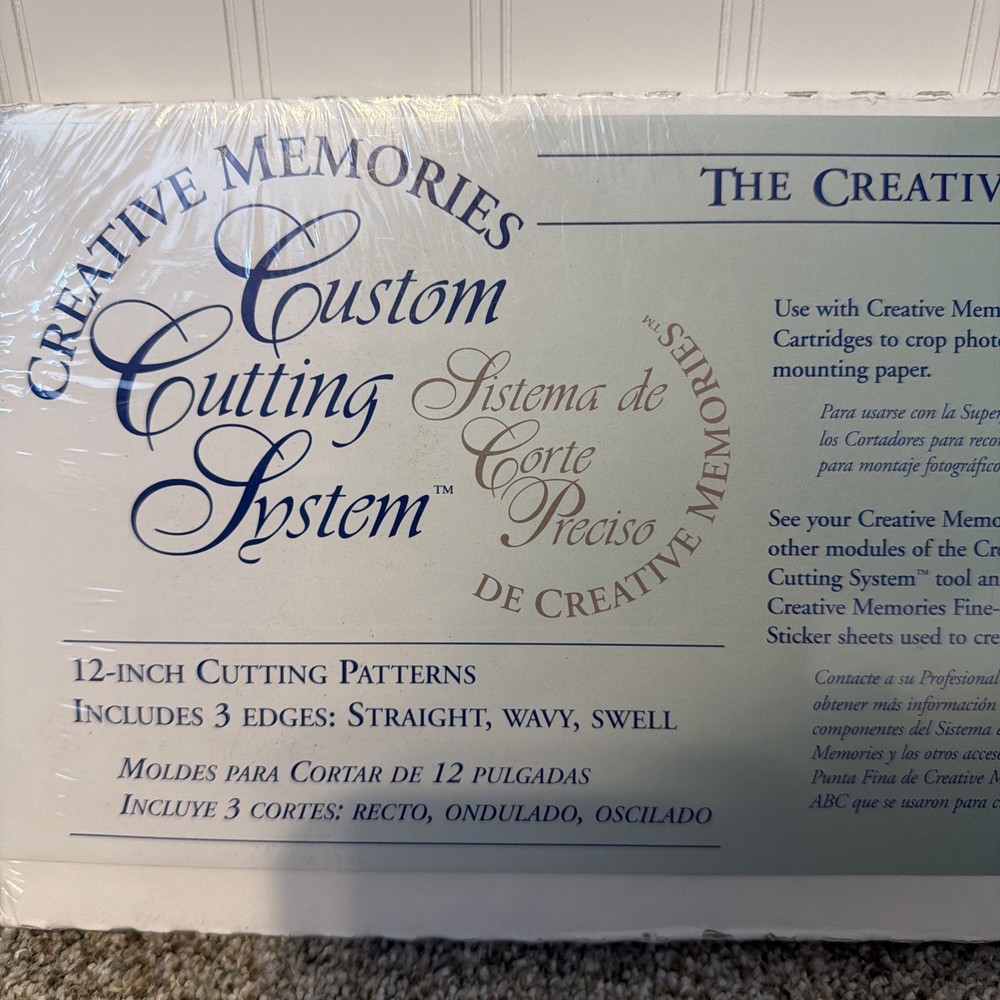 CREATIVE MEMORIES
Custom
Cutting
System™
Sistema de
Corte
Preciso
DE CREATIVE MEMORIES™
12-INCH CUTTING PATTERNS
INCLUDES 3 EDGES: STRAIGHT, WAVY, SWELL
MOLDES PARA CORTAR DE 12 PULGADAS
INCLUYE 3 CORTES: RECTO, ONDULADO, OSCILADO
THE CREATIV
Use with Creative Mem
Cartridges to crop phot
mounting paper.
Para usarse con la Super
los Cortadores para reco
para montaje fotográfico
See your Creative Memo
other modules of the Cr
Cutting System™ tool an
Creative Memories Fine-
Sticker sheets used to cre
Contacte a su Profesional
obtener más información
componentes del Sistema
Memories y los otros acces
Punta Fina de Creative M
ABC que se usaron para c